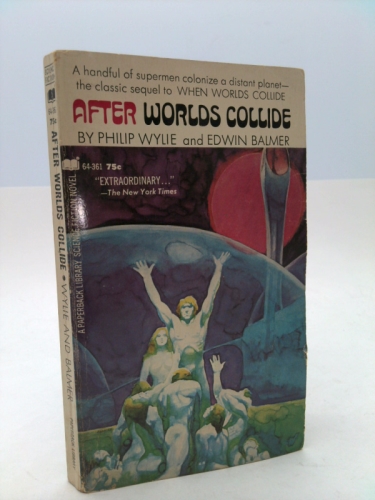 A handful of supermen colonize a distant planet—
the classic sequel to WHEN WORLDS COLLIDE
AFTER WORLDS COLLIDE
BY PHILIP WYLIE and EDWIN BALMER
64-361 75c
"EXTRAORDINARY..."
—The New York Times
A PAPERBACK LIBRARY SCIENCE FICTION NOVEL
75c
AFTER WORLDS COLLIDE • WYLIE AND BALMER